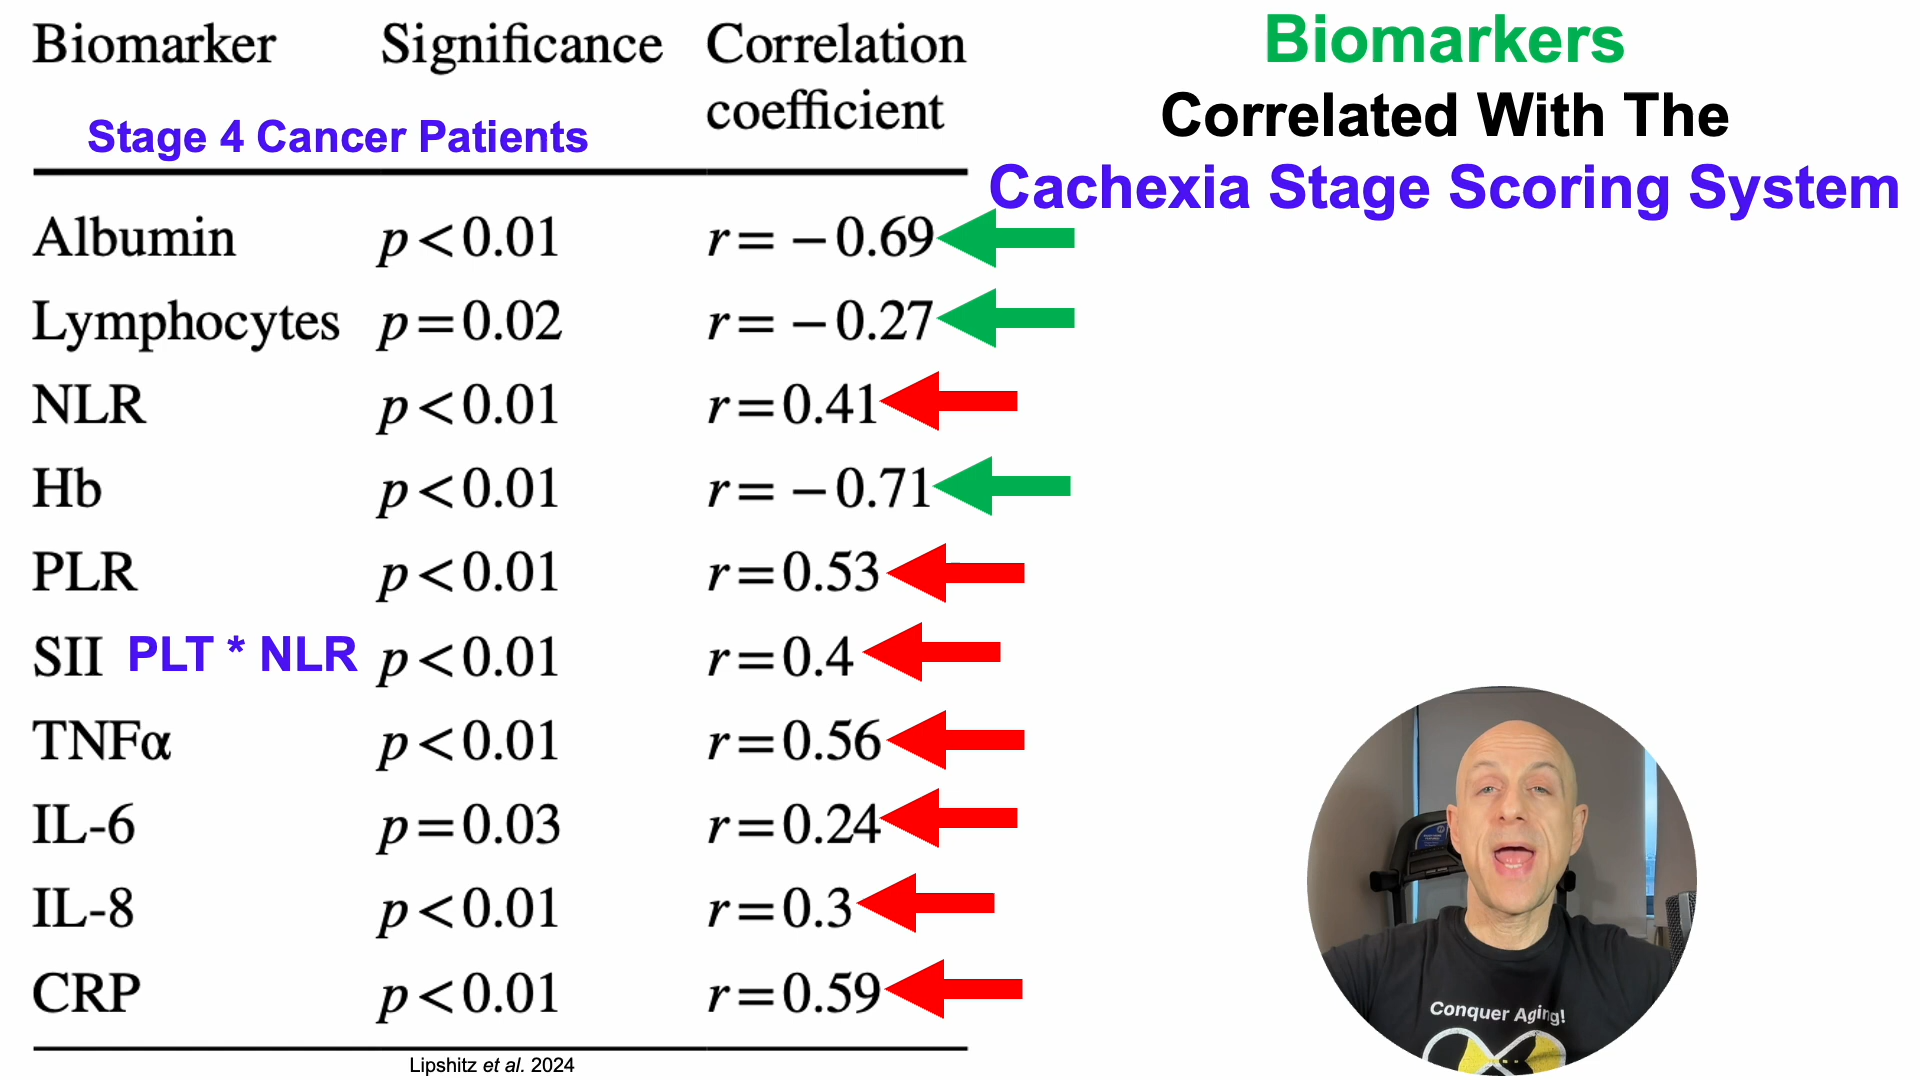 Biomarker Significance Correlation coefficient
Stage 4 Cancer Patients
Albumin p<0.01 r=−0.69
Lymphocytes p=0.02 r=−0.27
NLR p<0.01 r=0.41
Hb p<0.01 r=−0.71
PLR p<0.01 r=0.53
SII PLT * NLR p<0.01 r=0.4
TNFα p<0.01 r=0.56
IL-6 p=0.03 r=0.24
IL-8 p<0.01 r=0.3
CRP p<0.01 r=0.59
Lipshitz et al. 2024
Biomarkers
Correlated With The
Cachexia Stage Scoring System
Conquer Aging!